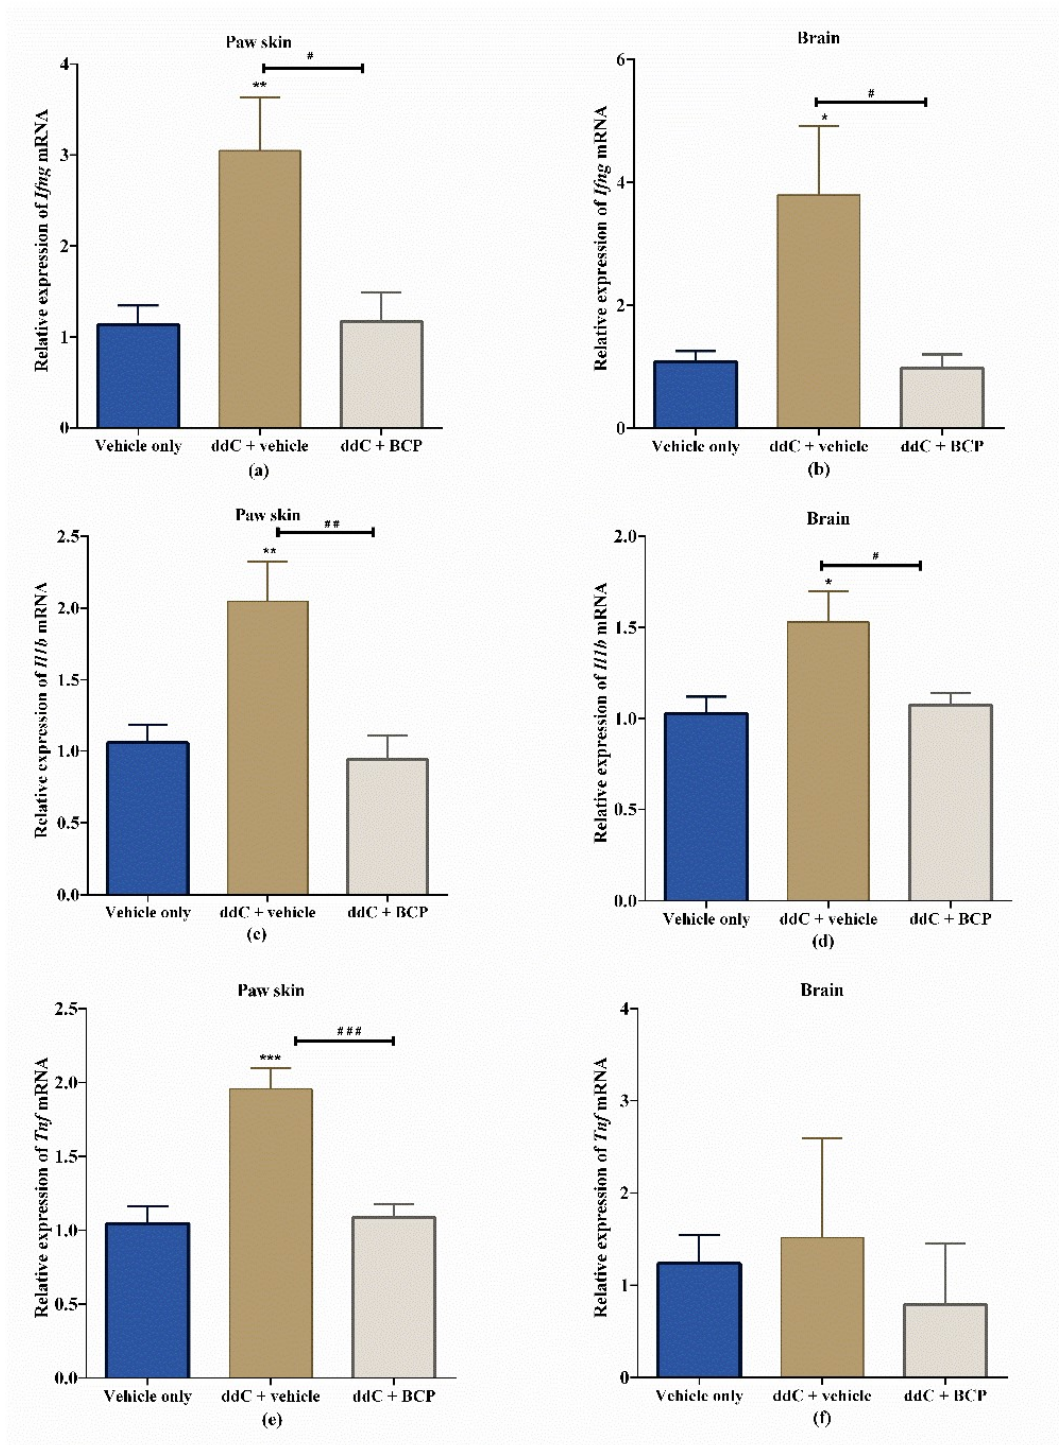 Paw skin
#
**
Relative expression of Ifng mRNA
4
3
2
1
0
Vehicle only ddC + vehicle ddC + BCP
(a)
Brain
#
*
Relative expression of Ifng mRNA
6
4
2
0
Vehicle only ddC + vehicle ddC + BCP
(b)
Paw skin
##
**
Relative expression of Il1b mRNA
2.5
2.0
1.5
1.0
0.5
0.0
Vehicle only ddC + vehicle ddC + BCP
(c)
Brain
#
*
Relative expression of Il1b mRNA
2.0
1.5
1.0
0.5
0.0
Vehicle only ddC + vehicle ddC + BCP
(d)
Paw skin
###
***
Relative expression of Tnf mRNA
2.5
2.0
1.5
1.0
0.5
0.0
Vehicle only ddC + vehicle ddC + BCP
(e)
Brain
Relative expression of Tnf mRNA
4
3
2
1
0
Vehicle only ddC + vehicle ddC + BCP
(f)